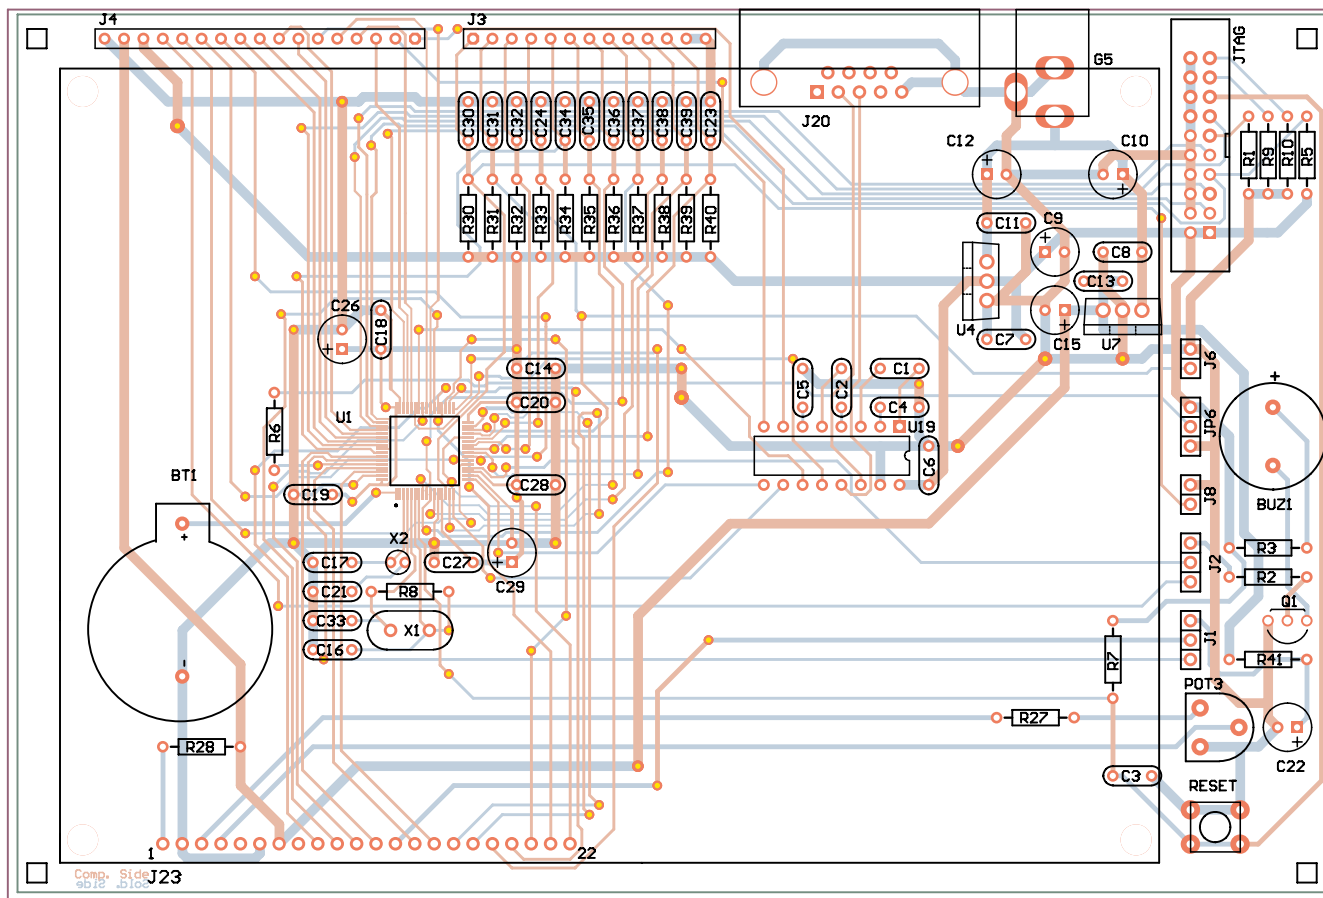 J4
J3
JTAG
G5
J20
C12
C10
C30
C31
C32
C24
C34
C35
C36
C37
C38
C39
C23
R1
R9
R10
R5
R30
R31
R32
R33
R34
R35
R36
R37
R38
R39
R40
C11
C9
C8
C13
C26
C18
U4
C7
C15
U7
J6
C14
C5
C2
C1
C20
C4
U1
R6
U19
JP6
C6
BT1
C19
C28
J8
BUZ1
X2
C17
C27
C29
R3
J2
R2
C21
R8
Q1
C33
X1
J1
C16
R7
R41
POT3
R27
R28
C22
C3
RESET
1
22
J23
Comp. Side
Sold. Side